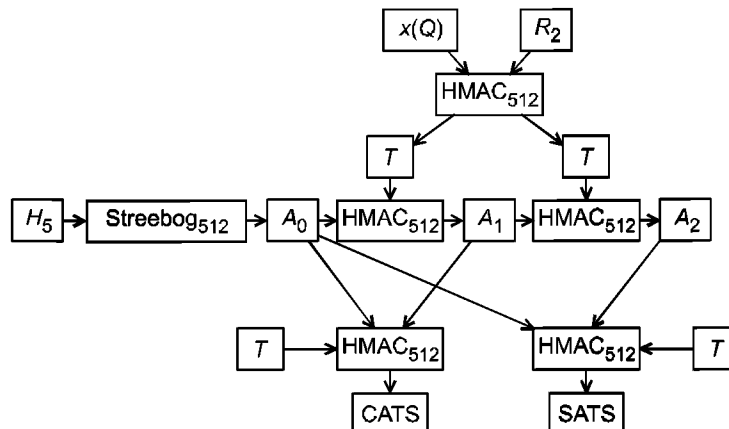 x(Q) R₂
HMAC₅₁₂
T T
H₅ Streebog₅₁₂ A₀ HMAC₅₁₂ A₁ HMAC₅₁₂ A₂
T HMAC₅₁₂ HMAC₅₁₂ T
CATS SATS